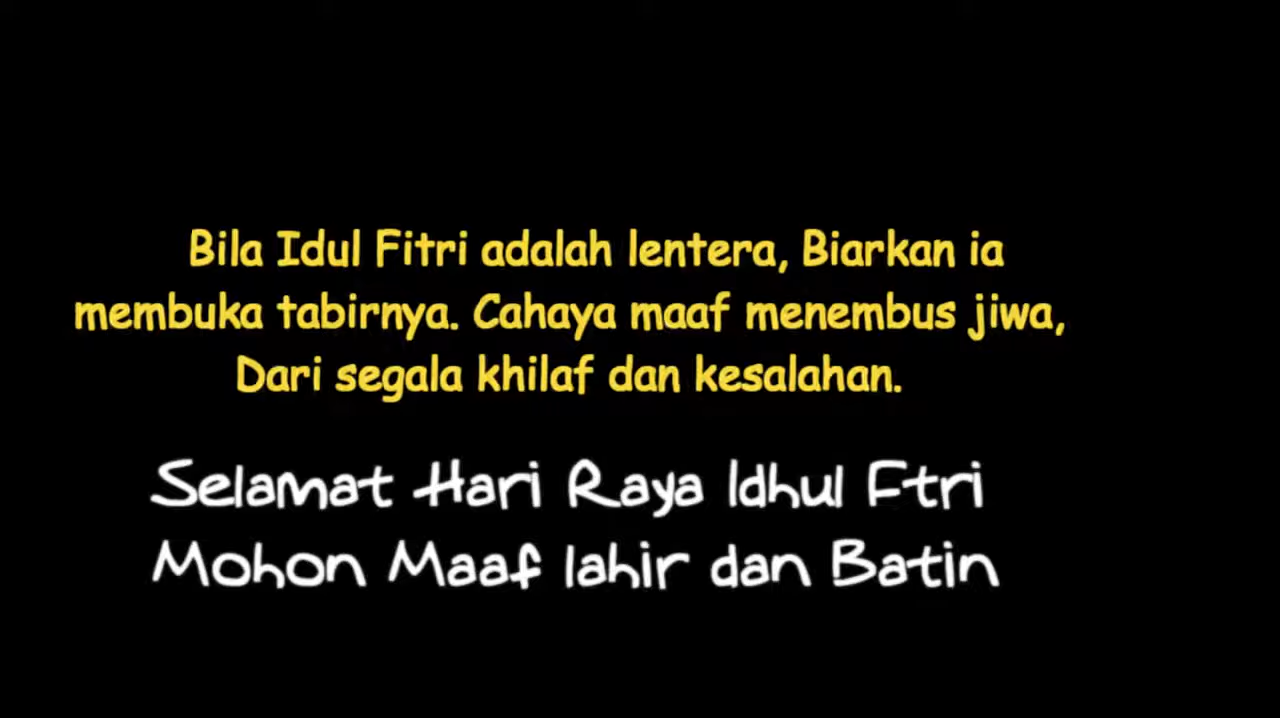 Bila Idul Fitri adalah lentera, Biarkan ia
membuka tabirnya. Cahaya maaf menembus jiwa,
Dari segala khilaf dan kesalahan.
Selamat Hari Raya Idhul Ftri
Mohon Maaf lahir dan Batin